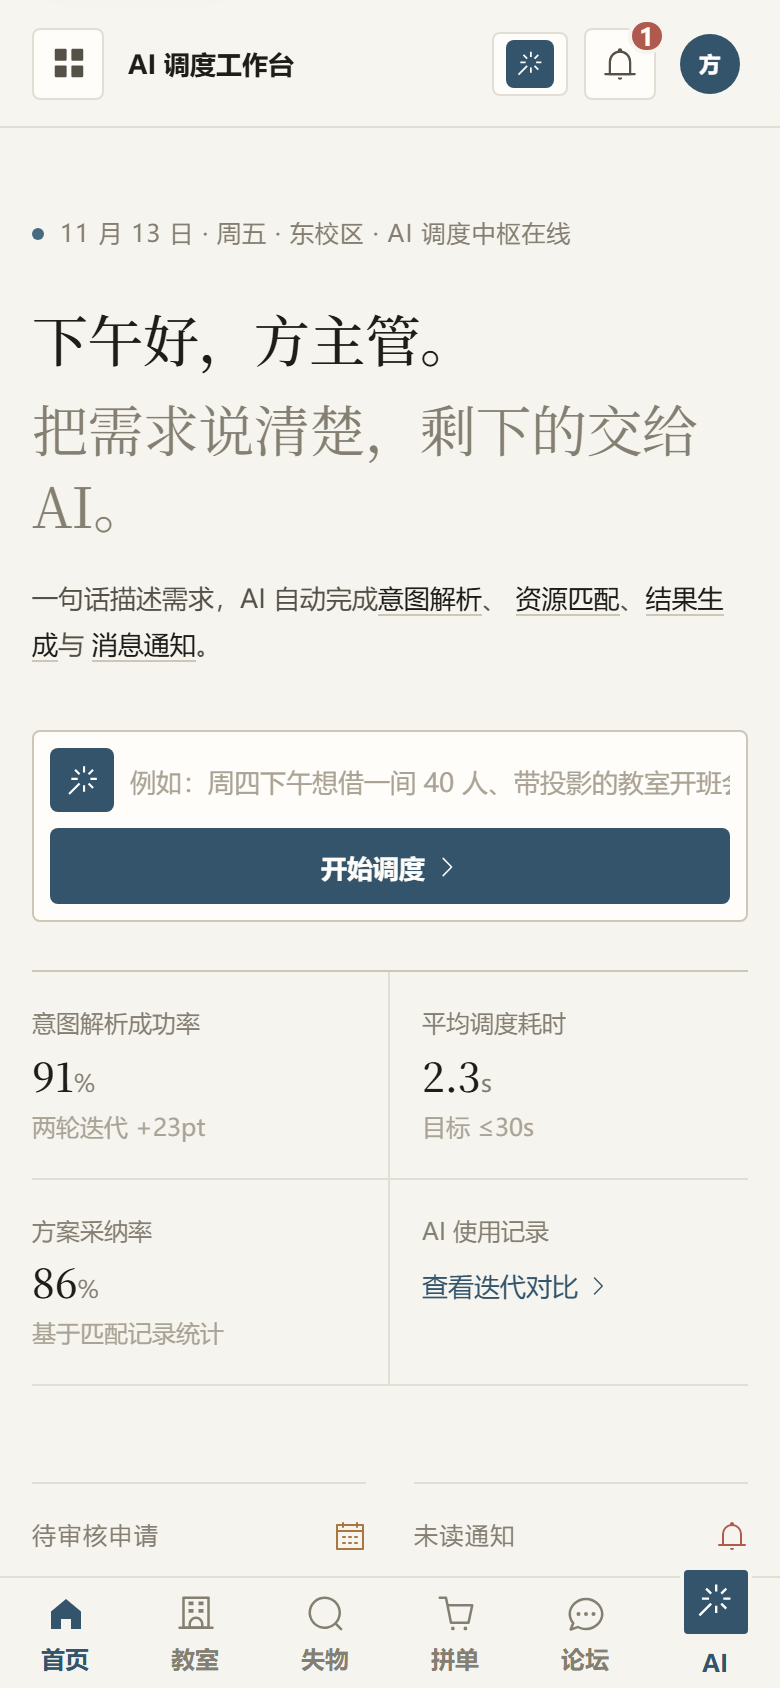 AI 调度工作台
1
方
11 月 13 日 · 周五 · 东校区 · AI 调度中枢在线
下午好，方主管。
把需求说清楚，剩下的交给
AI。
一句话描述需求，AI 自动完成意图解析、 资源匹配、结果生
成与 消息通知。
例如：周四下午想借一间 40 人、带投影的教室开班
开始调度
意图解析成功率
91%
两轮迭代 +23pt
平均调度耗时
2.3s
目标 ≤30s
方案采纳率
86%
基于匹配记录统计
AI 使用记录
查看迭代对比
待审核申请
未读通知
首页
教室
失物
拼单
论坛
AI